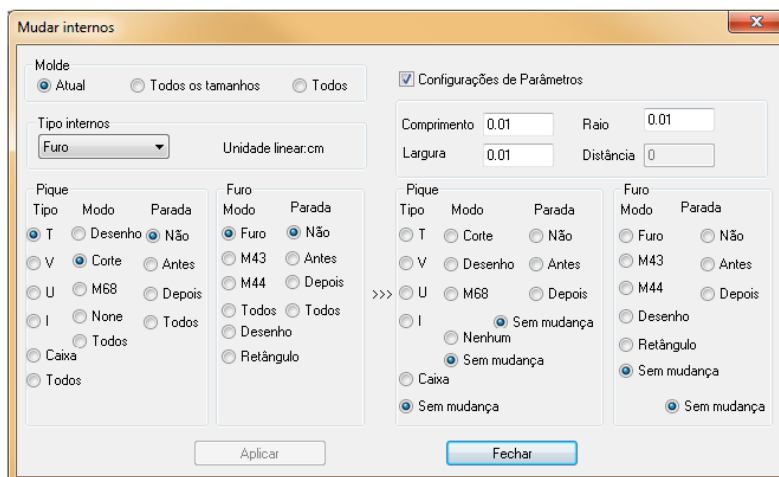 Mudar internos
x
Molde
Atual Todos os tamanhos Todos
Configurações de Parâmetros
Tipo internos
Furo Unidade linear:cm
Comprimento 0.01 Raio 0.01
Largura 0.01 Distância 0
Pique Furo Pique Furo
Tipo Modo Parada Modo Parada Tipo Modo Parada Modo Parada
T Desenho Não Furo Não T Corte Não Furo Não
V Corte Antes M43 Antes V Desenho Antes M43 Antes
U M68 Depois M44 Depois >>> U M68 Depois M44 Depois
I None Todos Todos Todos I Sem mudança Desenho
Todos Desenho Nenhum
Caixa Retângulo Sem mudança Retângulo
Todos Caixa Sem mudança
Sem mudança Sem mudança
Aplicar Fechar